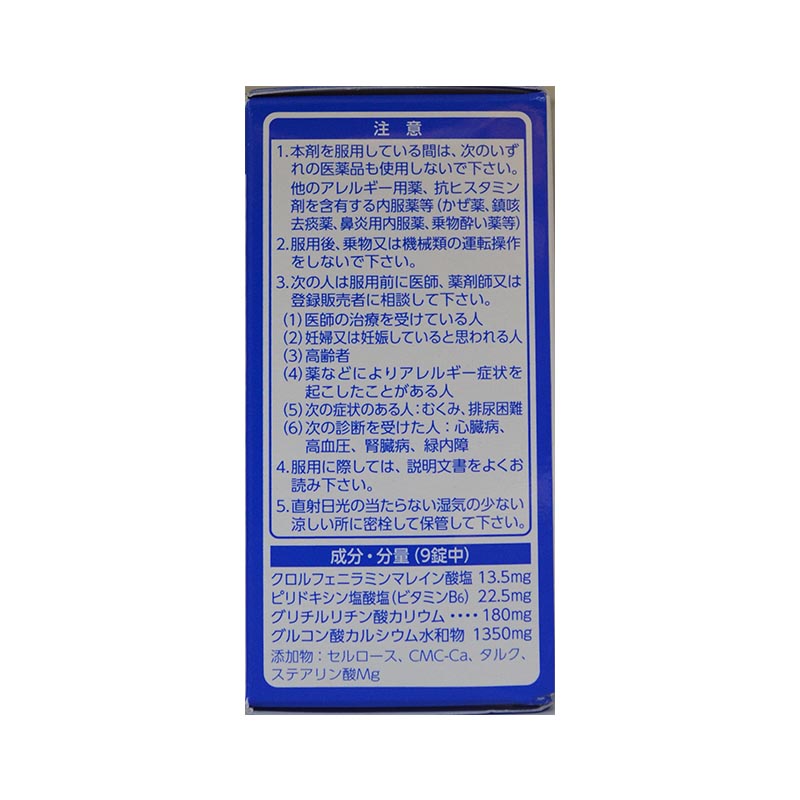 注意
1.本剤を服用している間は、次のいず
れの医薬品も使用しないで下さい。
他のアレルギー用薬、抗ヒスタミン
剤を含有する内服薬等(かぜ薬、鎮咳
去痰薬、鼻炎用内服薬、乗物酔い薬等)
2.服用後、乗物又は機械類の運転操作
をしないで下さい。
3.次の人は服用前に医師、薬剤師又は
登録販売者に相談して下さい。
(1)医師の治療を受けている人
(2)妊婦又は妊娠していると思われる人
(3)高齢者
(4)薬などによりアレルギー症状を
起こしたことがある人
(5)次の症状のある人:むくみ、排尿困難
(6)次の診断を受けた人:心臓病、
高血圧、腎臓病、緑内障
4.服用に際しては、説明文書をよくお
読み下さい。
5.直射日光の当たらない湿気の少ない
涼しい所に密栓して保管して下さい。
成分・分量(9錠中)
クロルフェニラミンマレイン酸塩 13.5mg
ピリドキシン塩酸塩(ビタミンB6) 22.5mg
グリチルリチン酸カリウム ・・・・ 180mg
グルコン酸カルシウム水和物 1350mg
添加物:セルロース、CMC-Ca、タルク、
ステアリン酸Mg